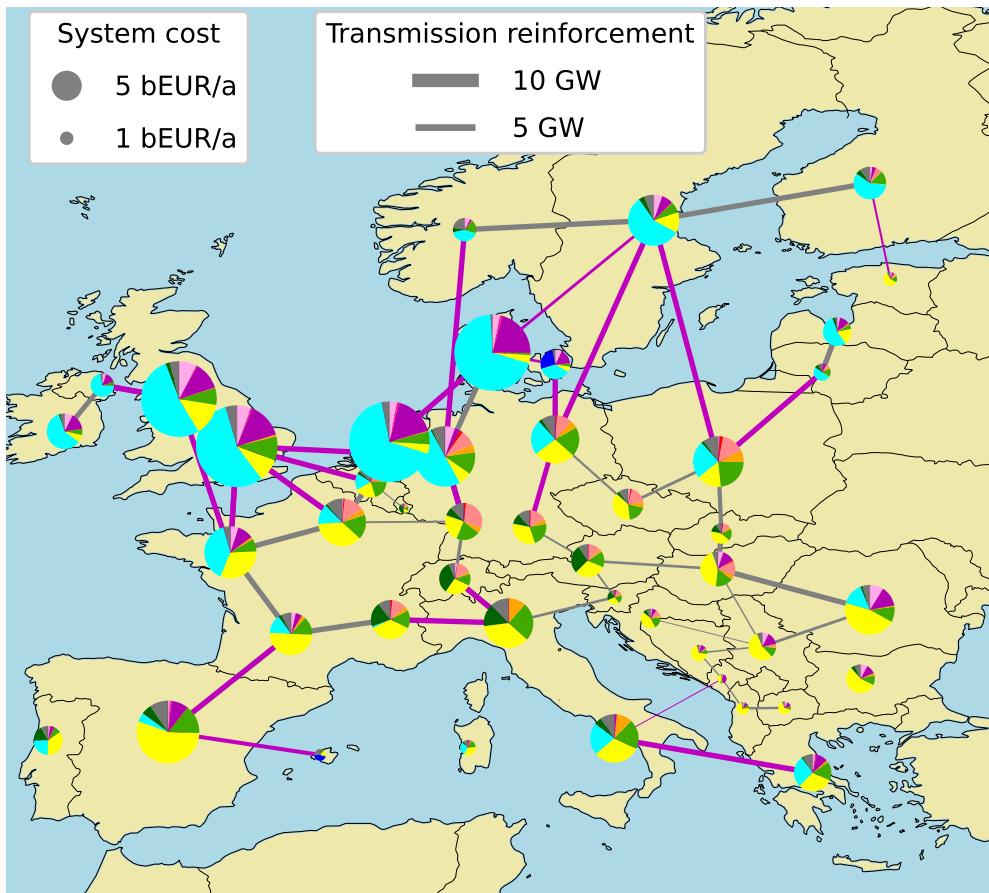 System cost
5 bEUR/a
1 bEUR/a
Transmission reinforcement
10 GW
5 GW